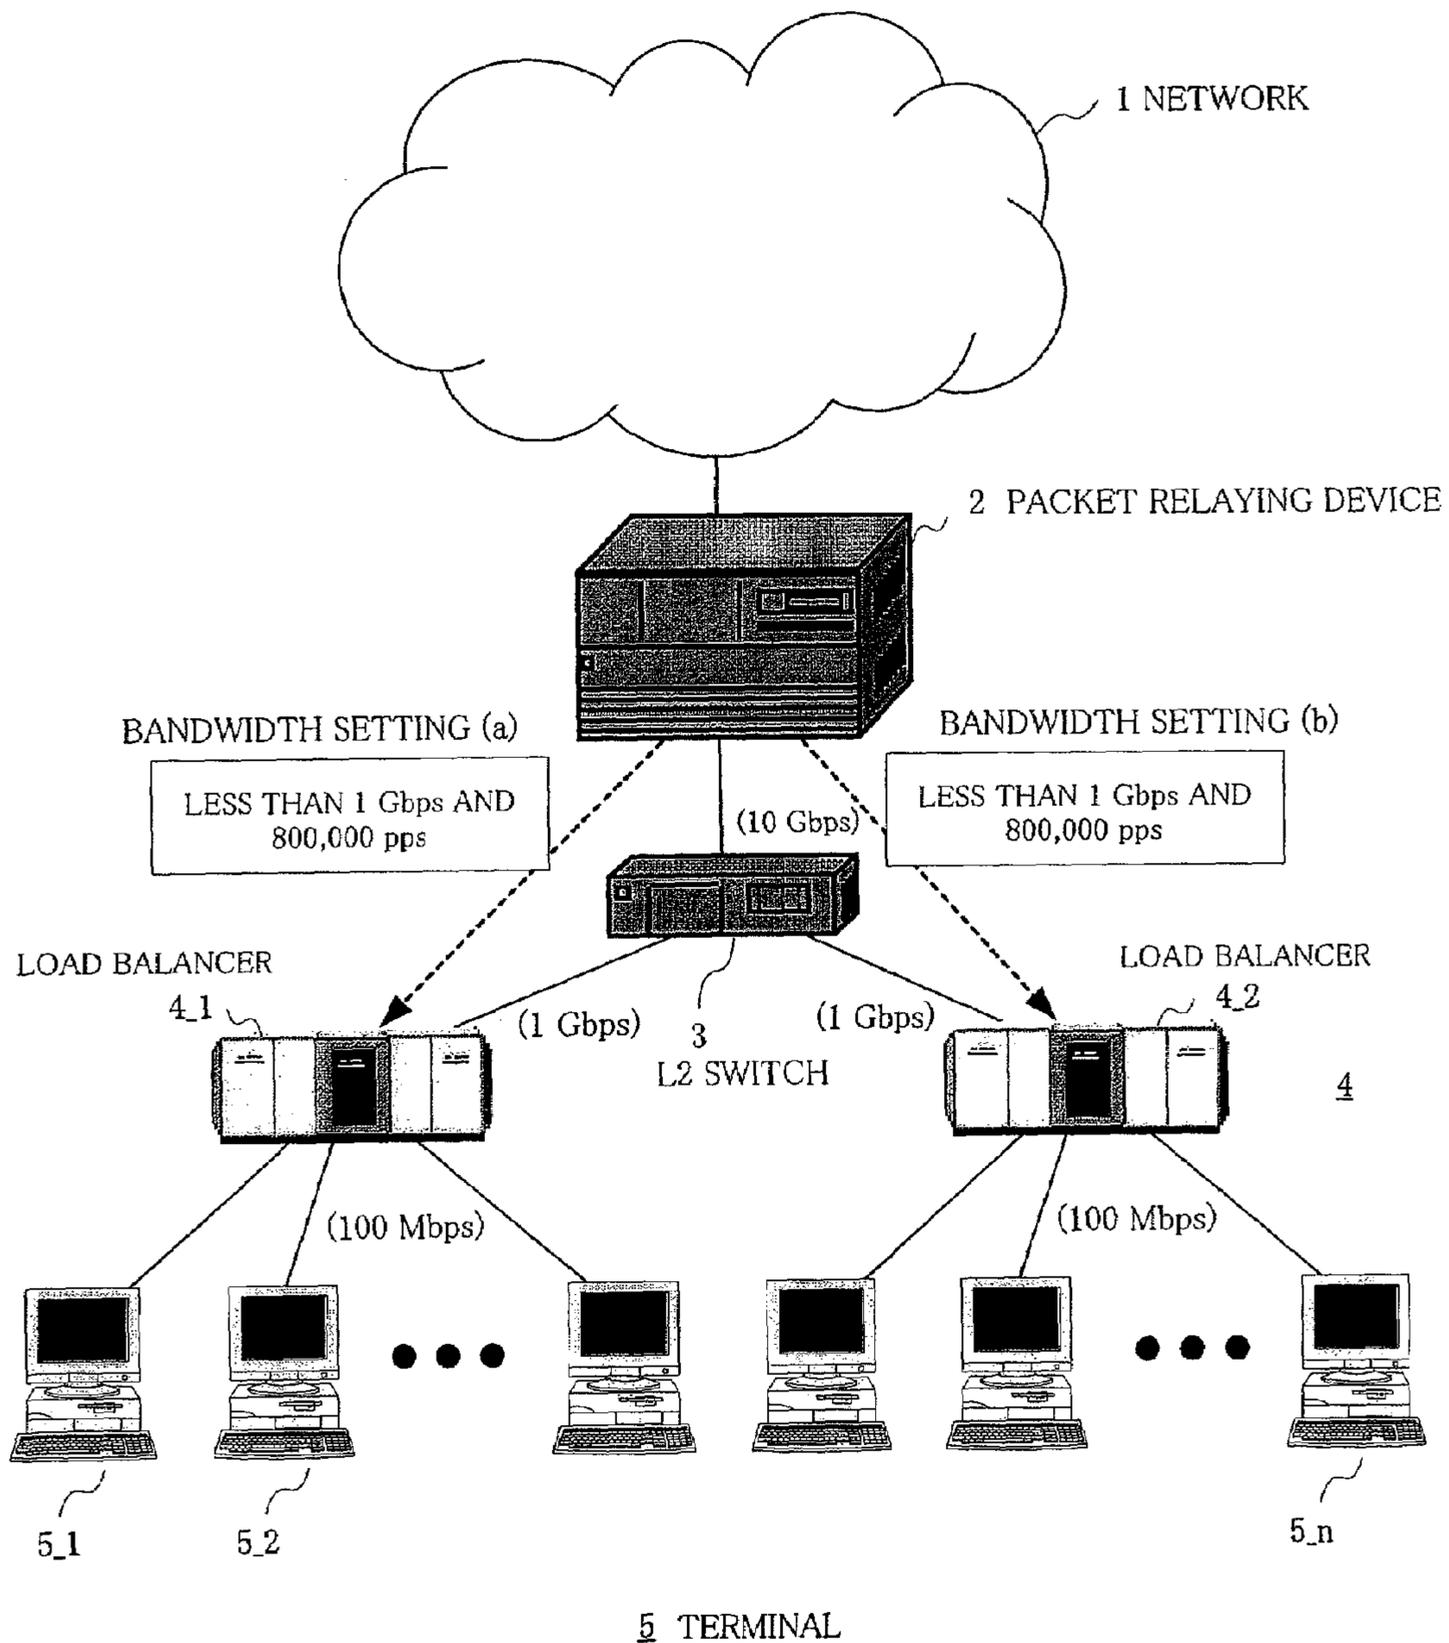 1 NETWORK
2 PACKET RELAYING DEVICE
BANDWIDTH SETTING (a)
LESS THAN 1 Gbps AND
800,000 pps
BANDWIDTH SETTING (b)
LESS THAN 1 Gbps AND
800,000 pps
(10 Gbps)
LOAD BALANCER
4_1
(1 Gbps)
3
L2 SWITCH
(1 Gbps)
LOAD BALANCER
4_2
4
(100 Mbps)
(100 Mbps)
5_1
5_2
5_n
5 TERMINAL